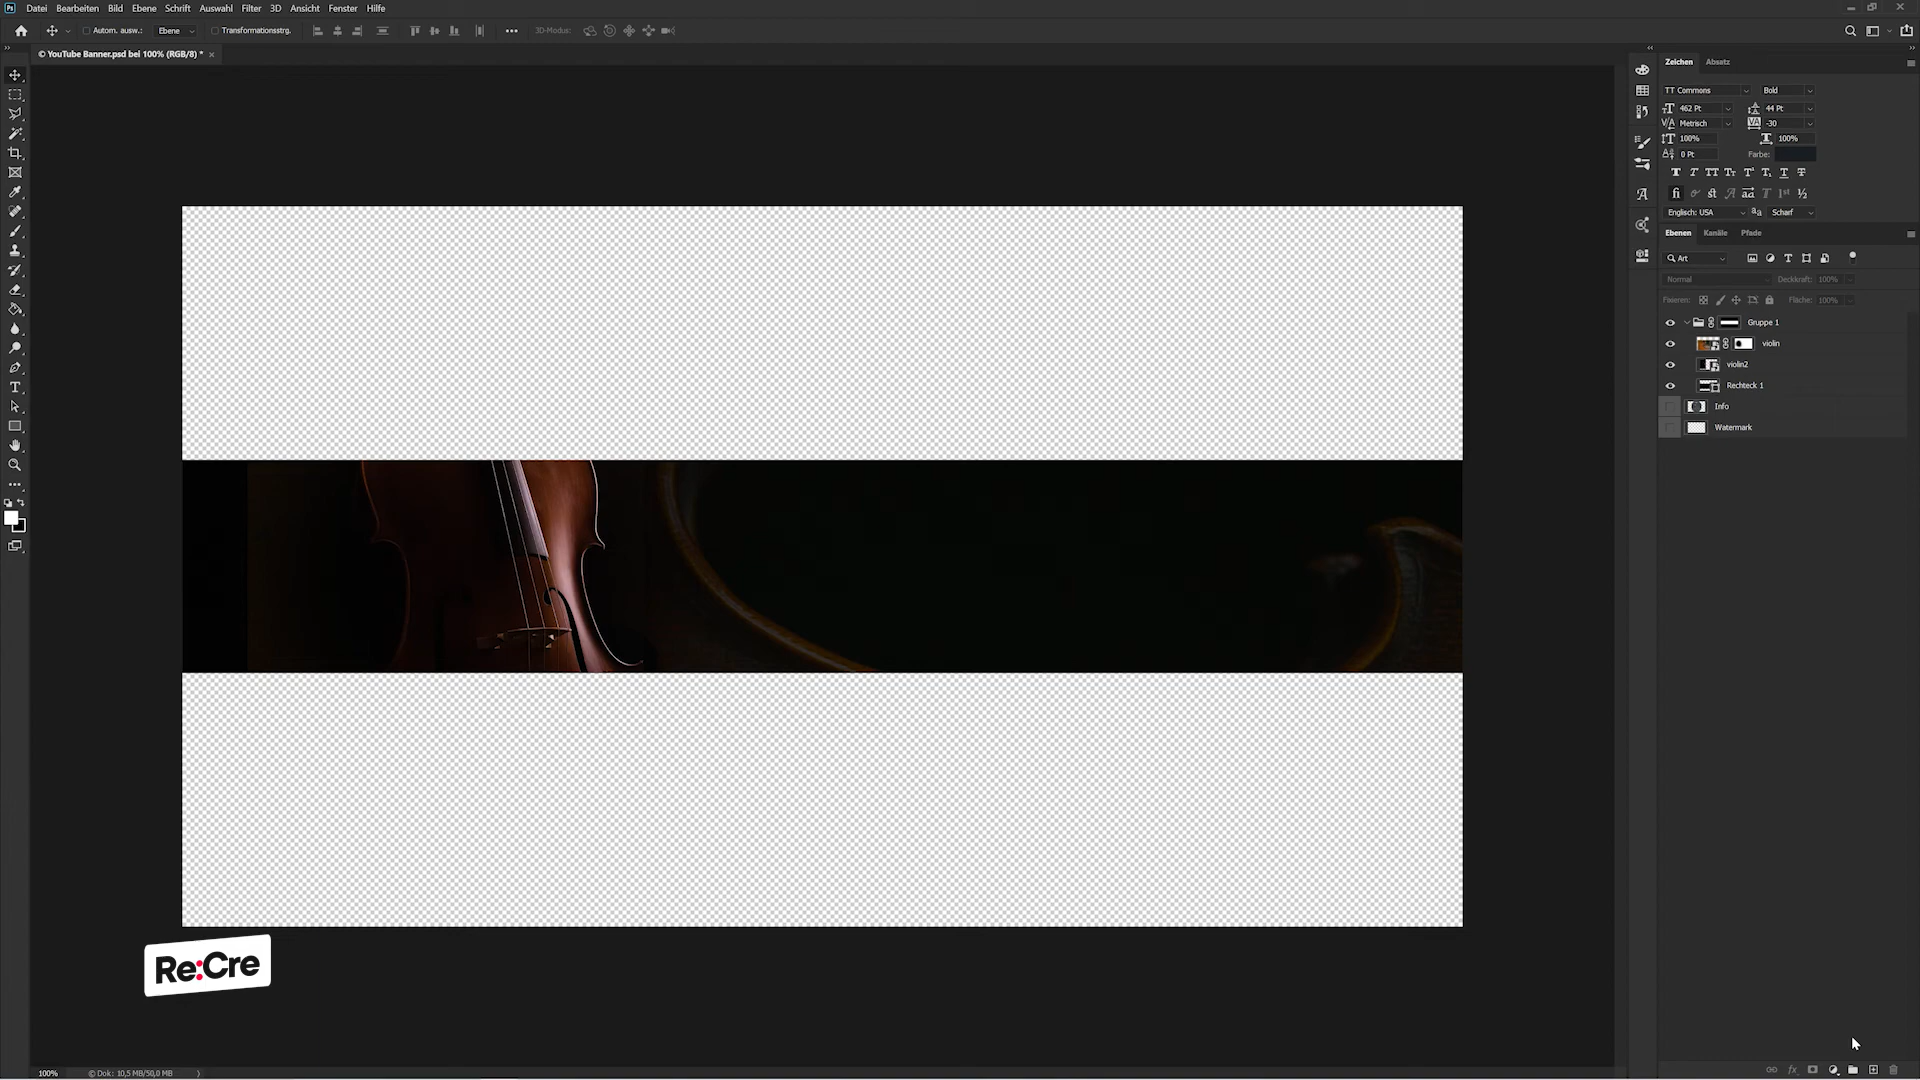 Ps Datei Bearbeiten Bild Ebene Schrift Auswahl Filter 3D Ansicht Fenster Hilfe
Autom. ausw.: Ebene Transformationsstrg. 3D-Modus:
© YouTube Banner.psd bei 100% (RGB/8) *
Zeichen Absatz
TT Commons Bold
462 Pt 44 Pt
Metrisch -30
100% 100%
0 Pt Farbe:
Englisch: USA Scharf
Ebenen Kanäle Pfade
Art
Normal Deckkraft: 100%
Fixieren: Fläche: 100%
Gruppe 1
violin
violin2
Rechteck 1
Info
Watermark
Re:Cre
100% © Dok: 10,5 MB/50,0 MB